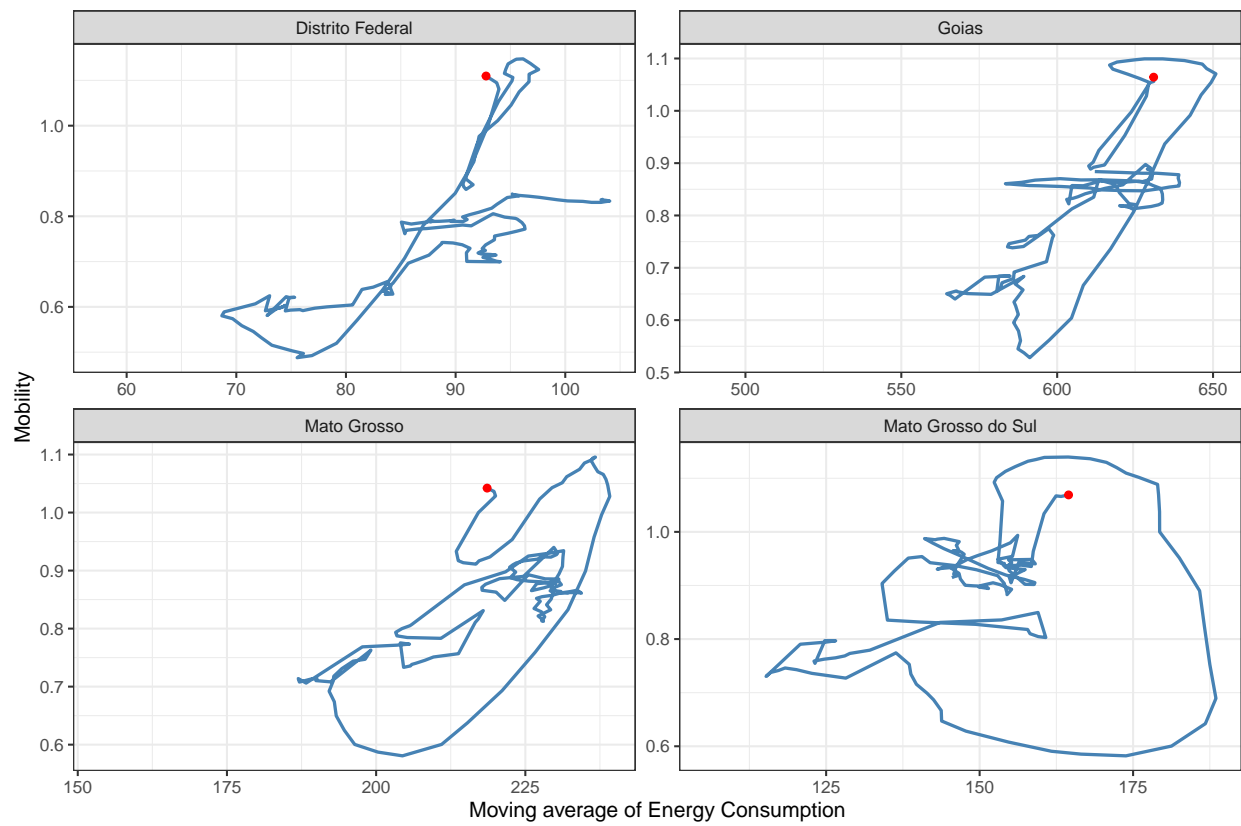 Distrito Federal
Goias
1.0
0.8
0.6
60 70 80 90 100
1.1
1.0
0.9
0.8
0.7
0.6
0.5
500 550 600 650
Mobility
Mato Grosso
Mato Grosso do Sul
1.1
1.0
0.9
0.8
0.7
0.6
150 175 200 225
1.0
0.8
0.6
125 150 175
Moving average of Energy Consumption